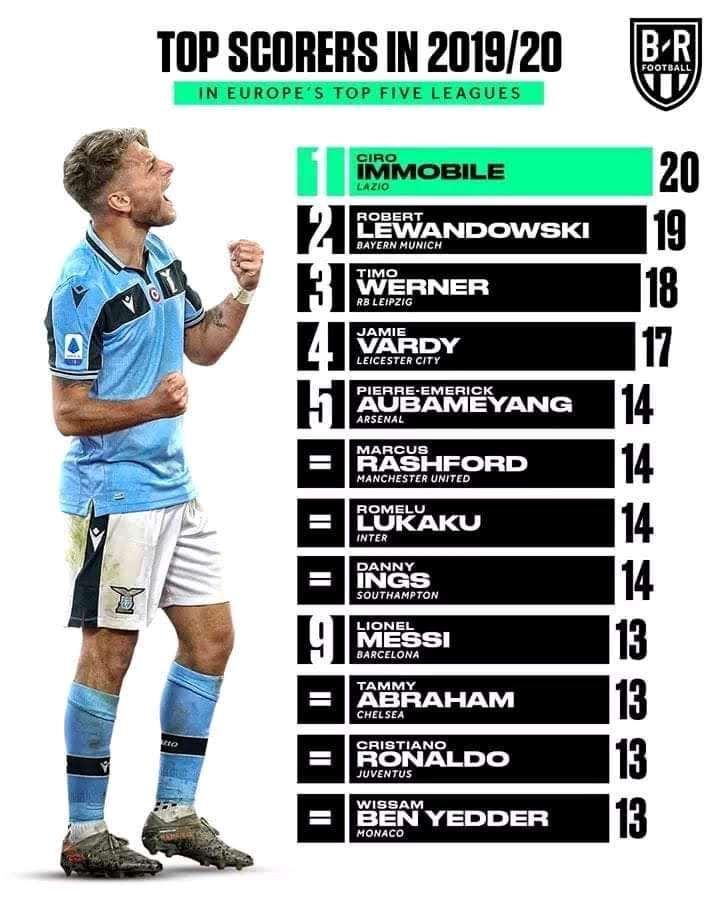 TOP SCORERS IN 2019/20
IN EUROPE'S TOP FIVE LEAGUES
B/R
FOOTBALL
1 CIRO
IMMOBILE 20
LAZIO
2 ROBERT
LEWANDOWSKI 19
BAYERN MUNICH
3 TIMO
WERNER 18
RB LEIPZIG
4 JAMIE
VARDY 17
LEICESTER CITY
5 PIERRE-EMERICK
AUBAMEYANG 14
ARSENAL
= MARCUS
RASHFORD 14
MANCHESTER UNITED
= ROMELU
LUKAKU 14
INTER
= DANNY
INGS 14
SOUTHAMPTON
9 LIONEL
MESSI 13
BARCELONA
= TAMMY
ABRAHAM 13
CHELSEA
= CRISTIANO
RONALDO 13
JUVENTUS
= WISSAM
BEN YEDDER 13
MONACO